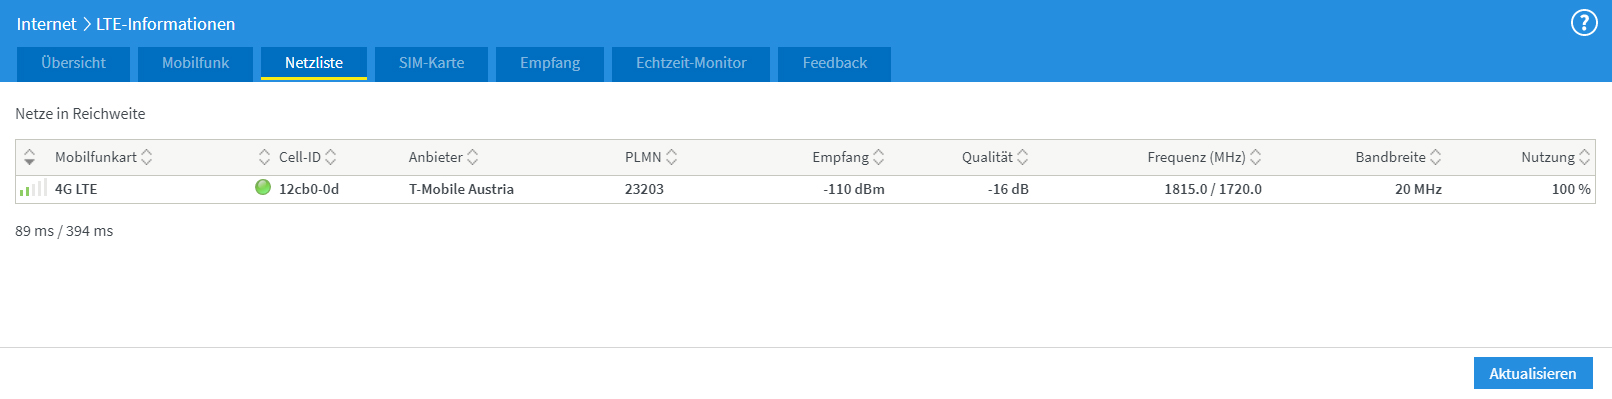 Internet > LTE-Informationen
?
Übersicht Mobilfunk Netzliste SIM-Karte Empfang Echtzeit-Monitor Feedback
Netze in Reichweite
Mobilfunkart Cell-ID Anbieter PLMN Empfang Qualität Frequenz (MHz) Bandbreite Nutzung
4G LTE 12cb0-0d T-Mobile Austria 23203 -110 dBm -16 dB 1815.0 / 1720.0 20 MHz 100 %
89 ms / 394 ms
Aktualisieren